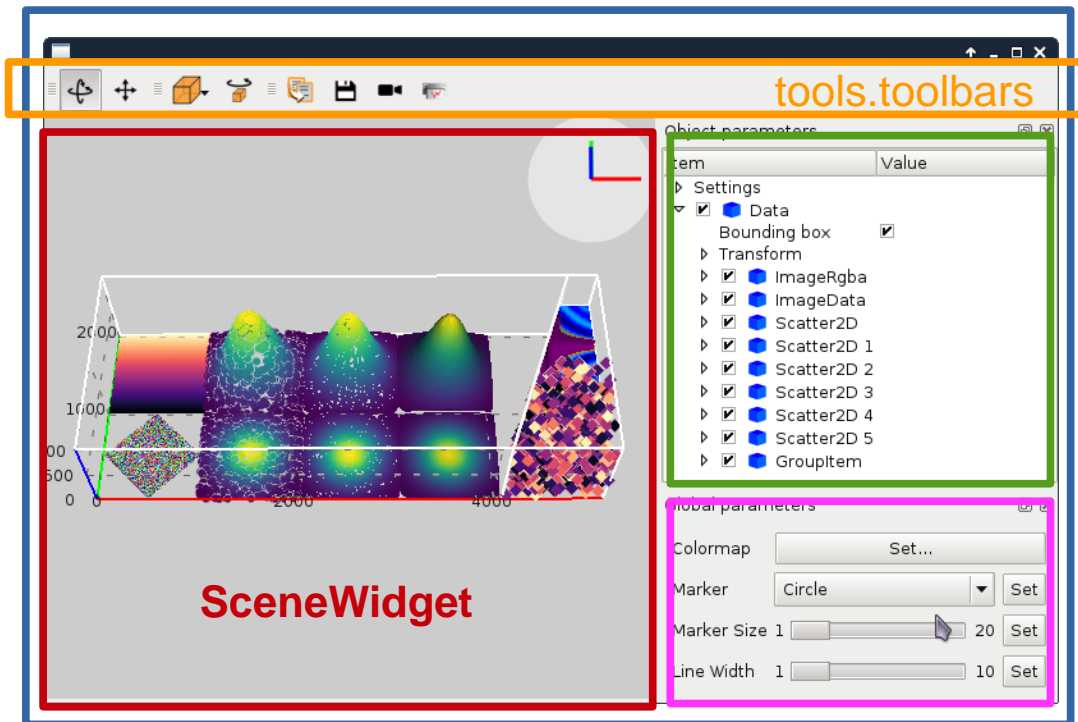 tools.toolbars
Object parameters
Item Value
Settings
Data
Bounding box
Transform
ImageRgba
ImageData
Scatter2D
Scatter2D 1
Scatter2D 2
Scatter2D 3
Scatter2D 4
Scatter2D 5
GroupItem
2000
1000
500
0 0 2000 4000
SceneWidget
Global parameters
Colormap Set...
Marker Circle Set
Marker Size 1 20 Set
Line Width 1 10 Set